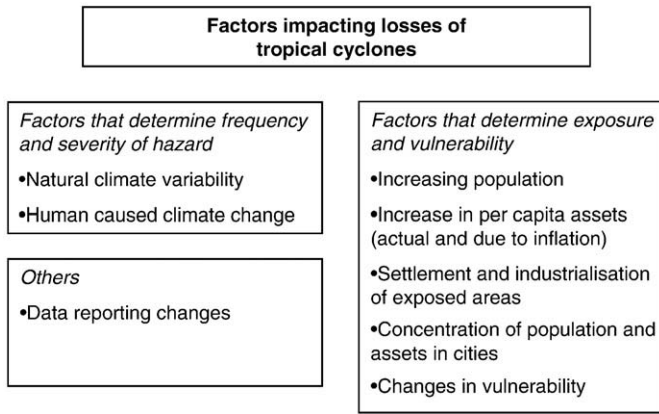 Factors impacting losses of
tropical cyclones
Factors that determine frequency
and severity of hazard
•Natural climate variability
•Human caused climate change
Others
•Data reporting changes
Factors that determine exposure
and vulnerability
•Increasing population
•Increase in per capita assets
(actual and due to inflation)
•Settlement and industrialisation
of exposed areas
•Concentration of population and
assets in cities
•Changes in vulnerability